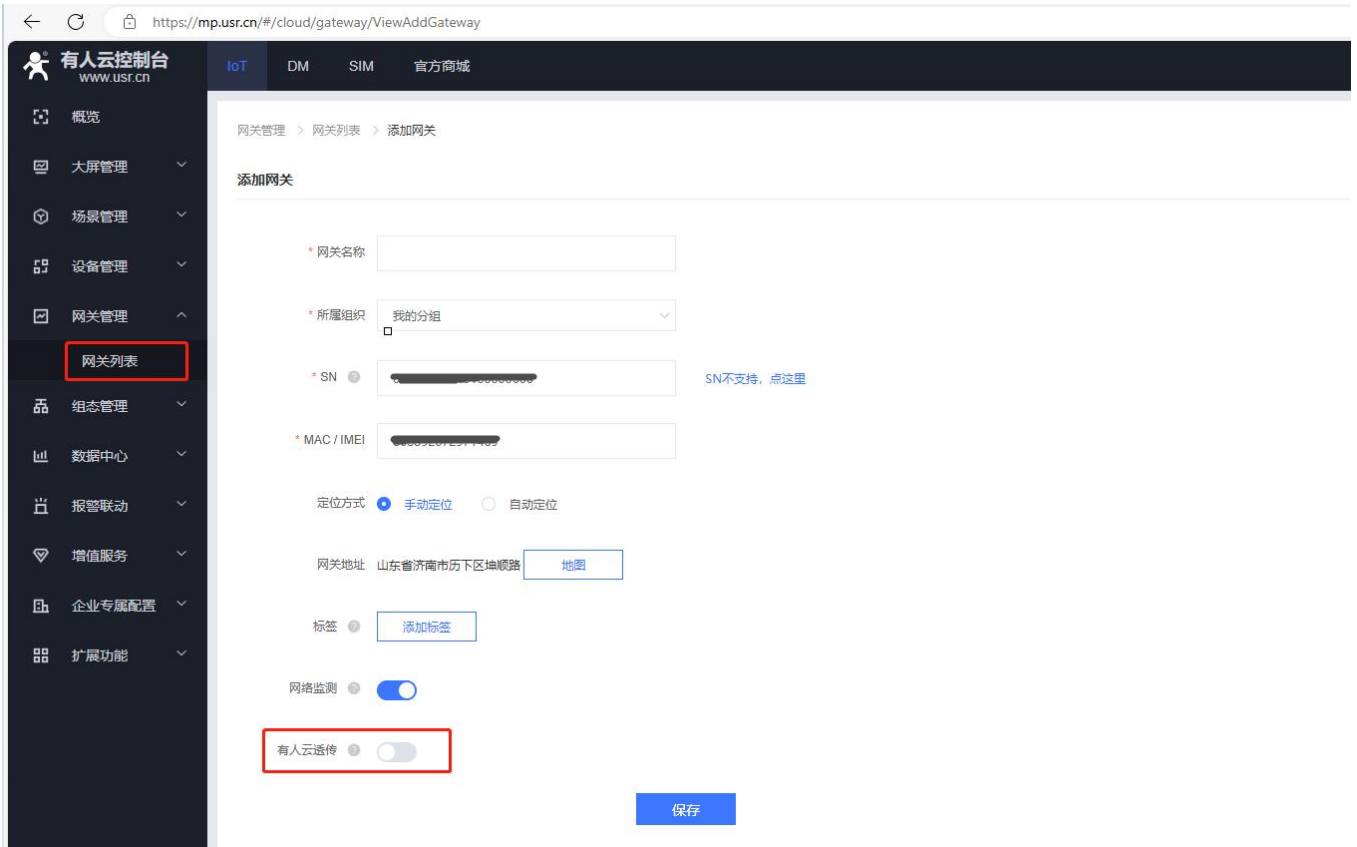 https://mp.usr.cn/#/cloud/gateway/ViewAddGateway
有人云控制台
www.usr.cn
IoT
DM
SIM
官方商城
概览
大屏管理
场景管理
设备管理
网关管理
网关列表
组态管理
数据中心
报警联动
增值服务
企业专属配置
扩展功能
网关管理 > 网关列表 > 添加网关
添加网关
* 网关名称
* 所属组织 我的分组
* SN
SN不支持，点这里
* MAC / IMEI
定位方式 手动定位 自动定位
网关地址 山东省济南市历下区坤顺路 地图
标签 添加标签
网络监测
有人云透传
保存